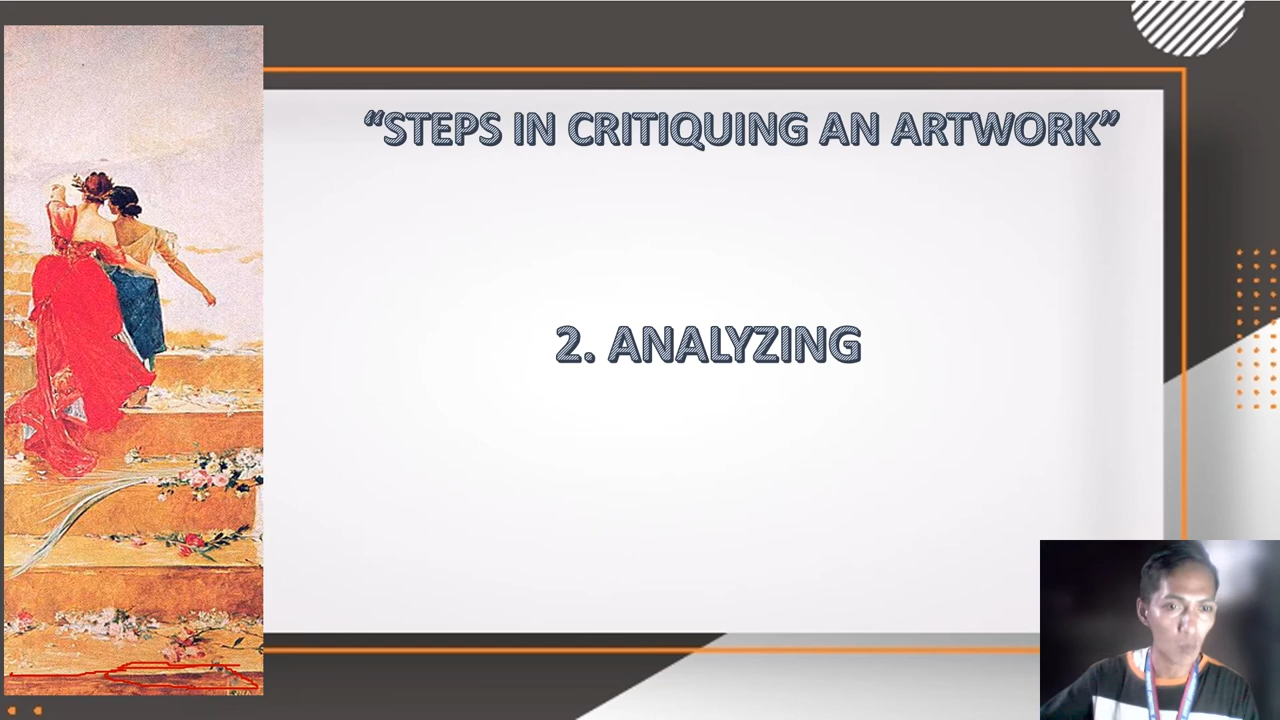 “STEPS IN CRITIQUING AN ARTWORK”
2. ANALYZING